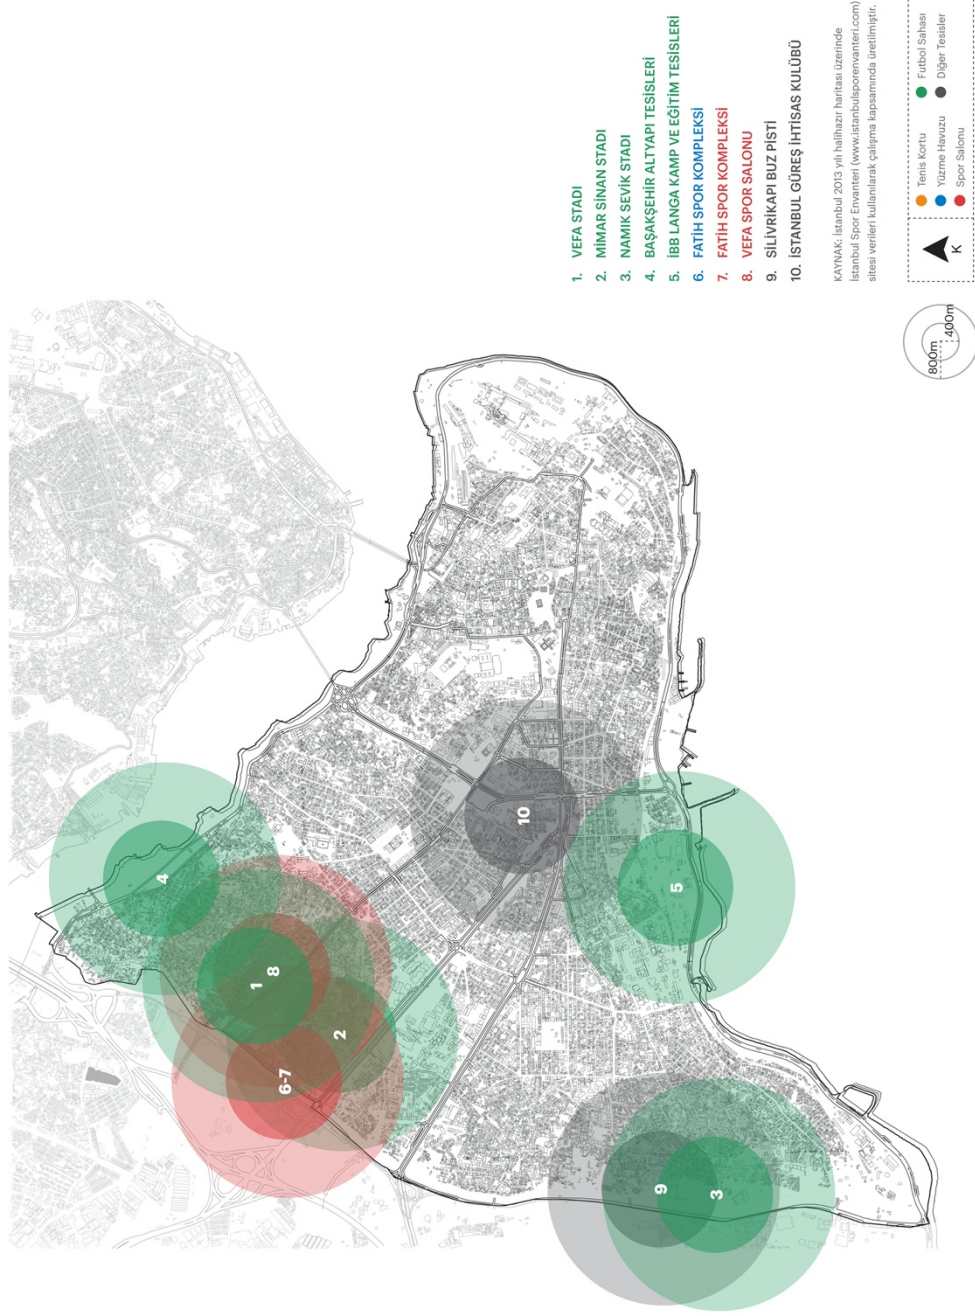 1. VEFA STADI
2. MİMAR SİNAN STADI
3. NAMIK SEVİK STADI
4. BAŞAKŞEHİR ALTYAPI TESİSLERİ
5. İBB LANGA KAMP VE EĞİTİM TESİSLERİ
6. FATİH SPOR KOMPLEKSİ
7. FATİH SPOR KOMPLEKSİ
8. VEFA SPOR SALONU
9. SİLİVRİKAPI BUZ PİSTİ
10. İSTANBUL GÜREŞ İHTİSAS KULÜBÜ
KAYNAK: İstanbul 2013 yılı halihazır haritası üzerinde
İstanbul Spor Envanteri (www.istanbulsporenvanteri.com)
sitesi verileri kullanılarak çalışma kapsamında üretilmiştir.
800m
400m
K
Tenis Kortu
Yüzme Havuzu
Spor Salonu
Futbol Sahası
Diğer Tesisler
4
1
8
2
6-7
10
5
9
3